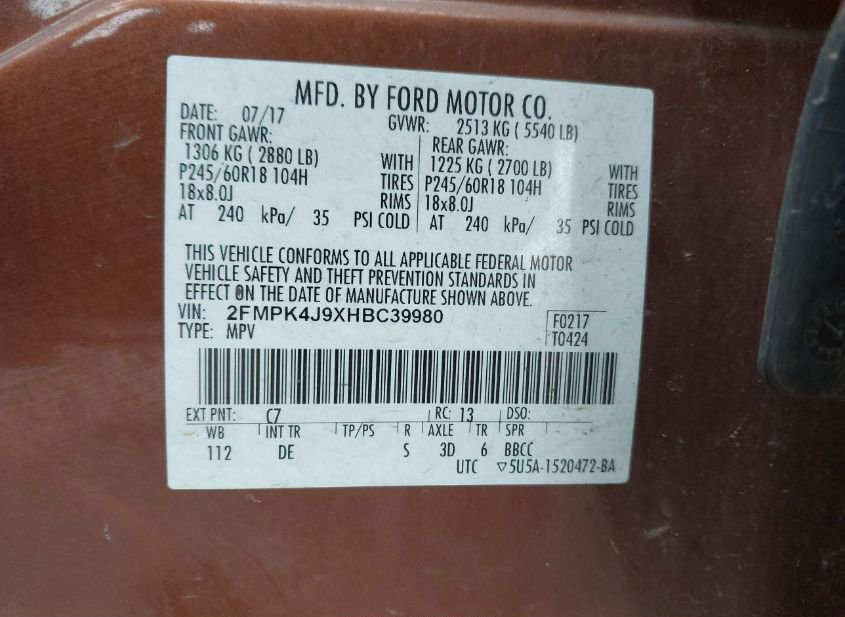 MFD. BY FORD MOTOR CO.
DATE: 07/17 GVWR: 2513 KG ( 5540 LB)
FRONT GAWR: REAR GAWR:
1306 KG ( 2880 LB) WITH 1225 KG ( 2700 LB) WITH
P245/60R18 104H TIRES P245/60R18 104H TIRES
18x8.0J RIMS 18x8.0J RIMS
AT 240 kPa/ 35 PSI COLD AT 240 kPa/ 35 PSI COLD
THIS VEHICLE CONFORMS TO ALL APPLICABLE FEDERAL MOTOR
VEHICLE SAFETY AND THEFT PREVENTION STANDARDS IN
EFFECT ON THE DATE OF MANUFACTURE SHOWN ABOVE.
VIN: 2FMPK4J9XHBC39980 F0217
TYPE: MPV T0424
EXT PNT: C7 RC: 13 DSO:
WB INT TR TP/PS R AXLE TR SPR
112 DE S 3D 6 BBCC
UTC ▽5U5A-1520472-BA